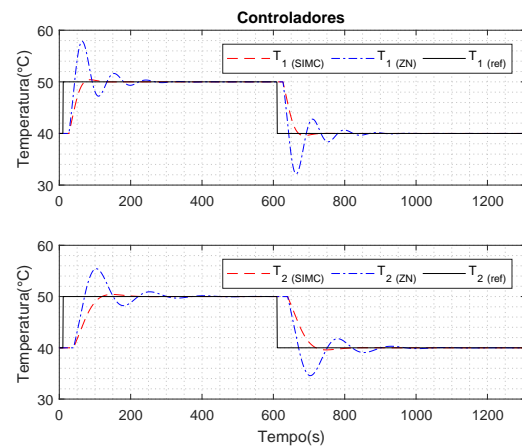 Controladores
T1 (SIMC) T1 (ZN) T1 (ref)
Temperatura(°C)
60
50
40
30
0 200 400 600 800 1000 1200
T2 (SIMC) T2 (ZN) T2 (ref)
Temperatura(°C)
60
50
40
30
0 200 400 600 800 1000 1200
Tempo(s)